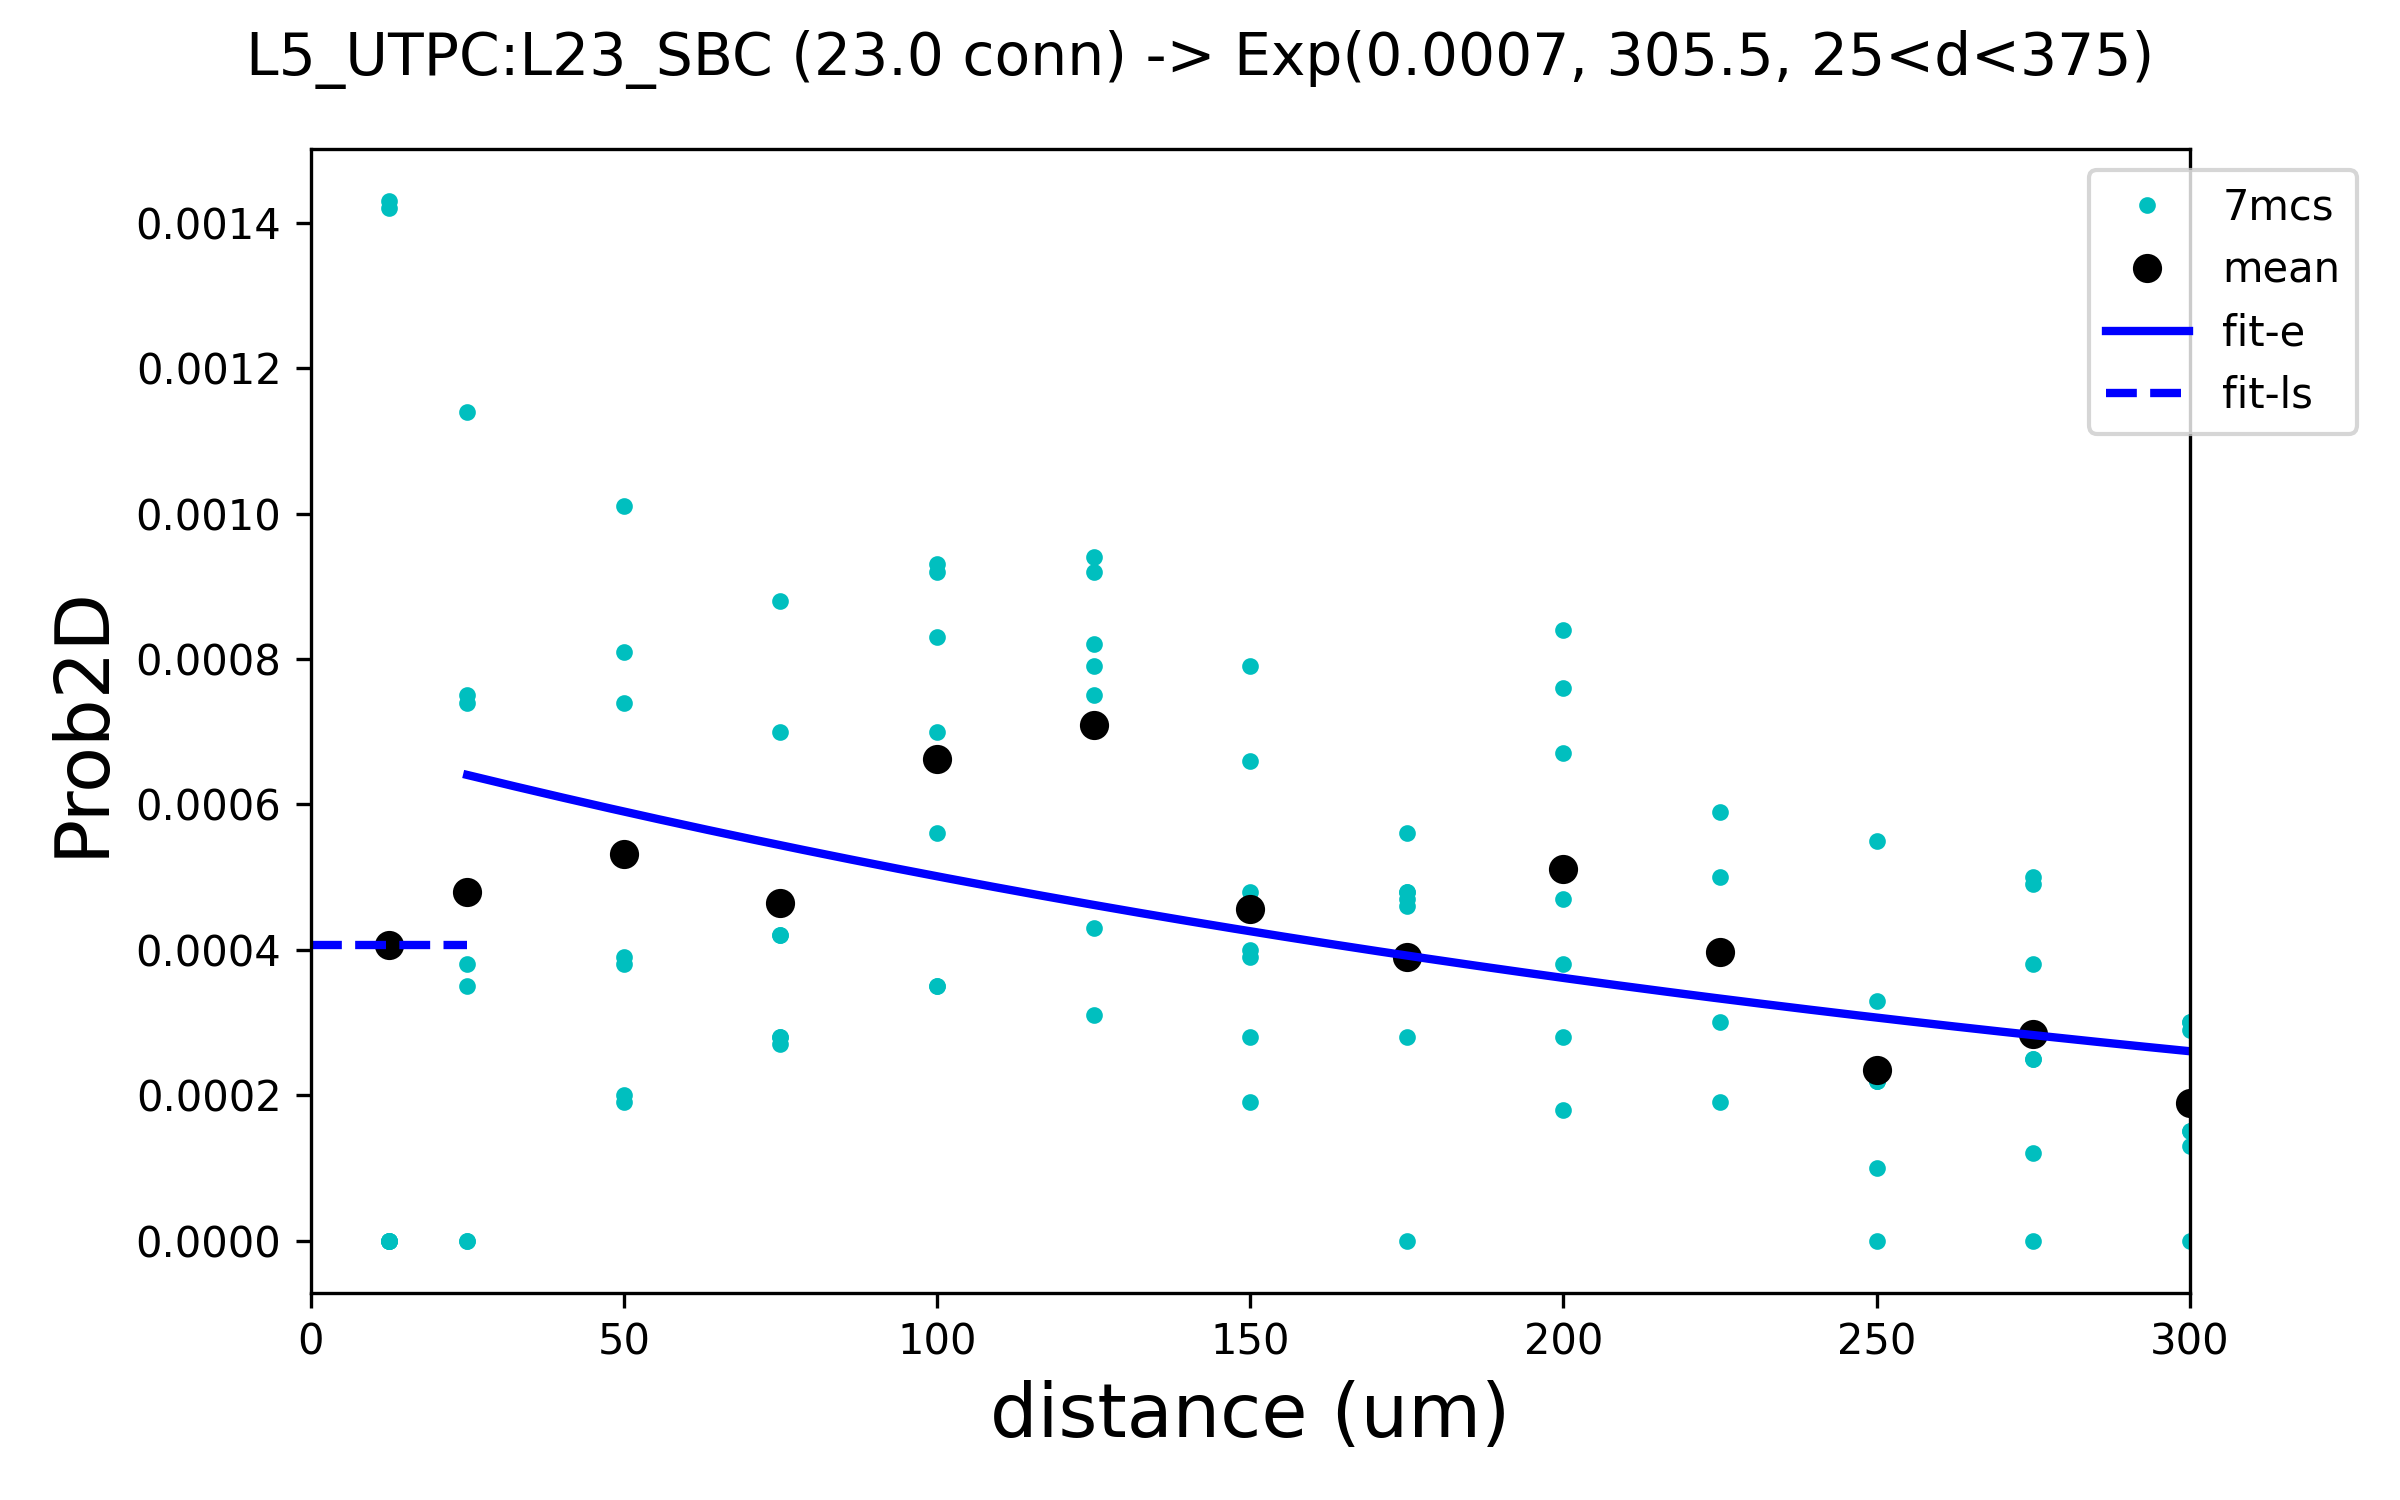 L5_UTPC:L23_SBC (23.0 conn) -> Exp(0.0007, 305.5, 25<d<375)
7mcs
mean
fit-e
fit-ls
0.0014
0.0012
0.0010
0.0008
0.0006
0.0004
0.0002
0.0000
Prob2D
0 50 100 150 200 250 300
distance (um)